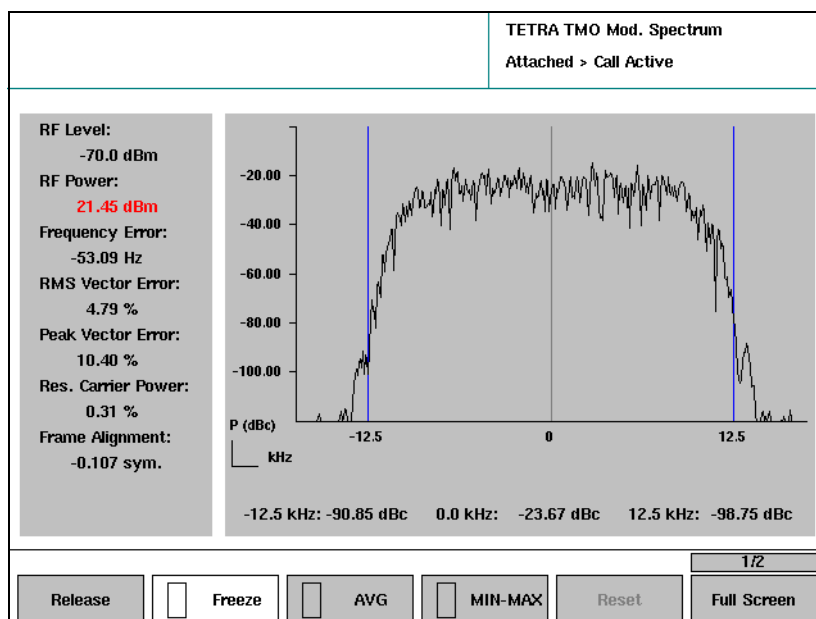 TETRA TMO Mod. Spectrum
Attached > Call Active
RF Level:
-70.0 dBm
RF Power:
21.45 dBm
Frequency Error:
-53.09 Hz
RMS Vector Error:
4.79 %
Peak Vector Error:
10.40 %
Res. Carrier Power:
0.31 %
Frame Alignment:
-0.107 sym.
-20.00
-40.00
-60.00
-80.00
-100.00
P (dBc)
kHz
-12.5 0 12.5
-12.5 kHz: -90.85 dBc 0.0 kHz: -23.67 dBc 12.5 kHz: -98.75 dBc
1/2
Release Freeze AVG MIN-MAX Reset Full Screen